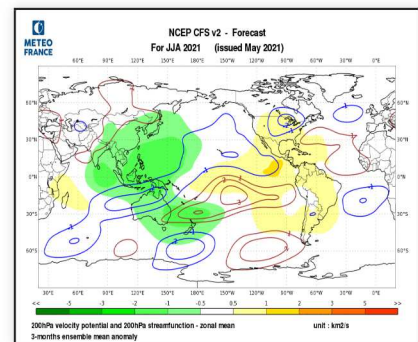 METEO
FRANCE
NCEP CFS v2 - Forecast
For JJA 2021 (issued May 2021)
60°E 90°E 120°E 150°E 180°E 150°W 120°W 90°W 60°W 30°W 0°E
60°N
30°N
0°N
30°S
60°S
30°E 60°E 90°E 120°E 150°E 180°E 150°W 120°W 90°W 60°W 30°W 0°E
<< -5 -3 -2 -1 -0.5 0.5 1 2 3 5 >>
200hPa velocity potential and 200hPa streamfunction - zonal mean unit : km2/s
3-months ensemble mean anomaly